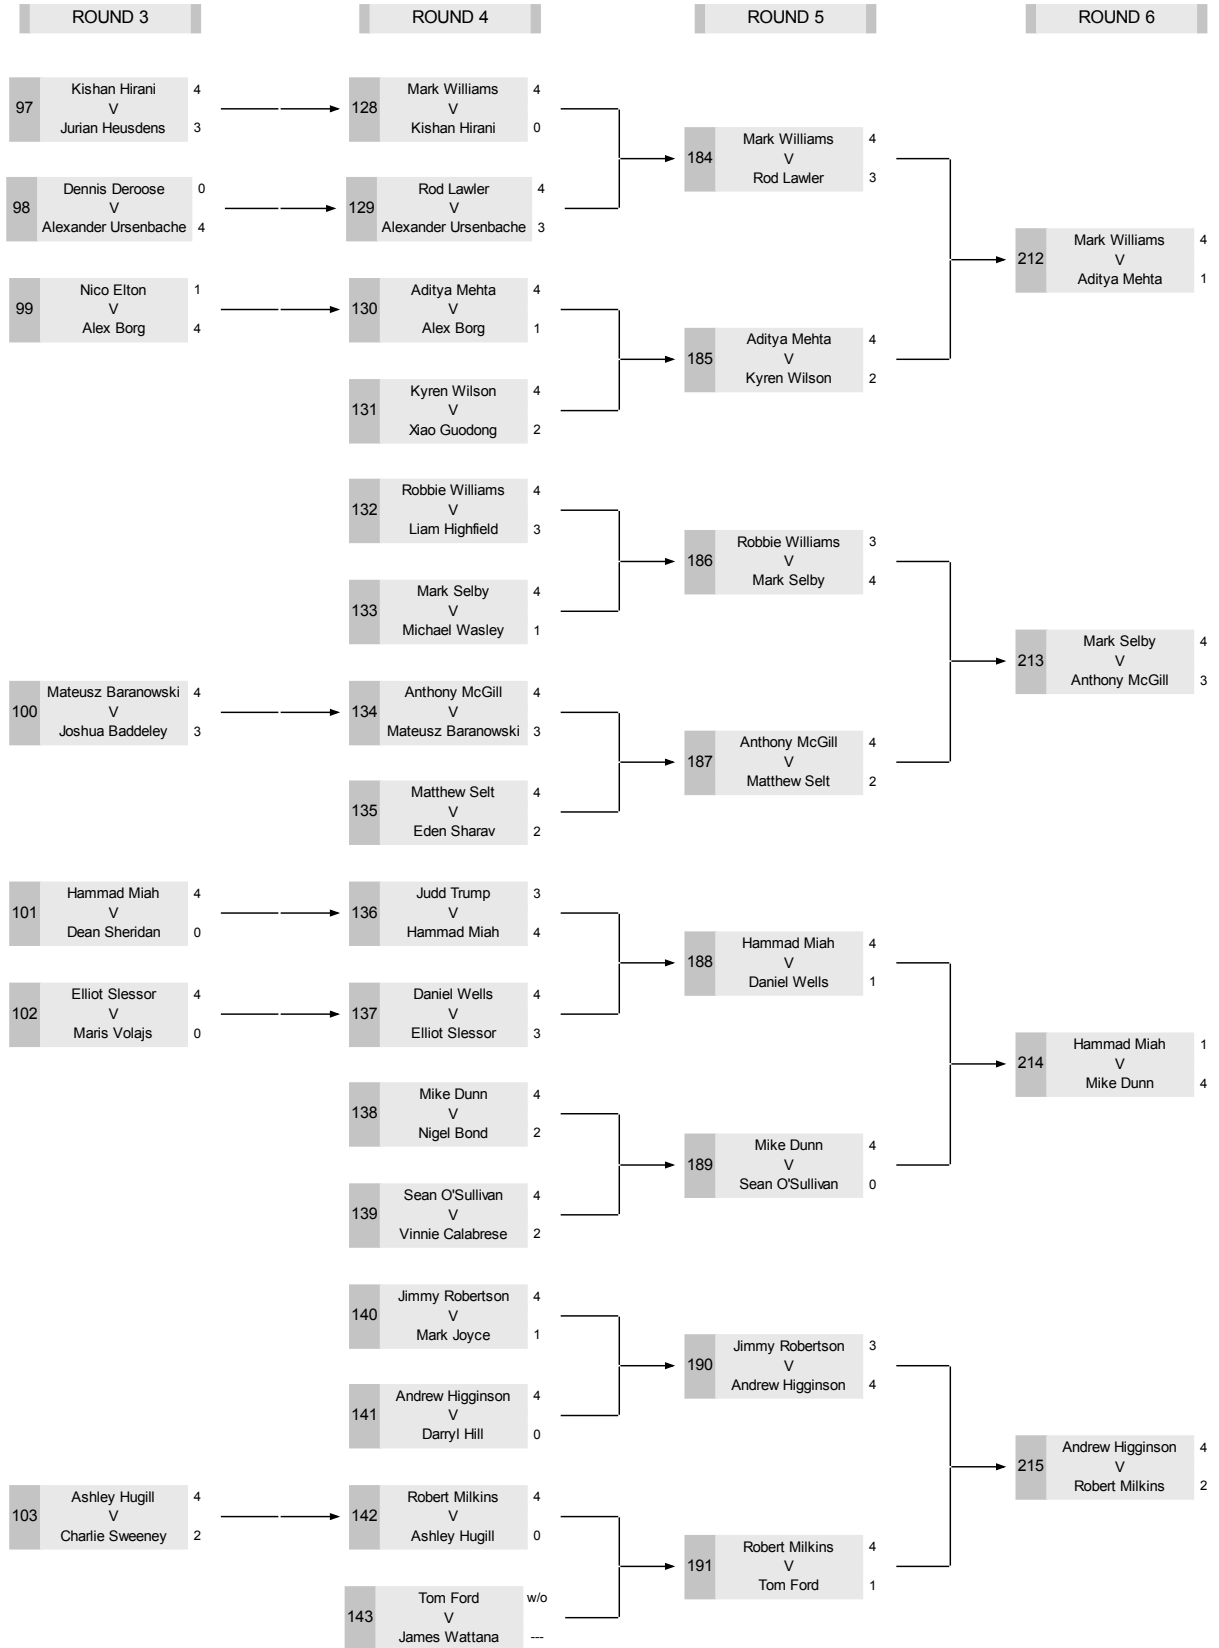 ROUND 3
ROUND 4
ROUND 5
ROUND 6
97
Kishan Hirani 4
V
Jurian Heusdens 3
98
Dennis Deroose 0
V
Alexander Ursenbache 4
99
Nico Elton 1
V
Alex Borg 4
100
Mateusz Baranowski 4
V
Joshua Baddeley 3
101
Hammad Miah 4
V
Dean Sheridan 0
102
Elliot Slessor 4
V
Maris Volajs 0
103
Ashley Hugill 4
V
Charlie Sweeney 2
128
Mark Williams 4
V
Kishan Hirani 0
129
Rod Lawler 4
V
Alexander Ursenbache 3
130
Aditya Mehta 4
V
Alex Borg 1
131
Kyren Wilson 4
V
Xiao Guodong 2
132
Robbie Williams 4
V
Liam Highfield 3
133
Mark Selby 4
V
Michael Wasley 1
134
Anthony McGill 4
V
Mateusz Baranowski 3
135
Matthew Selt 4
V
Eden Sharav 2
136
Judd Trump 3
V
Hammad Miah 4
137
Daniel Wells 4
V
Elliot Slessor 3
138
Mike Dunn 4
V
Nigel Bond 2
139
Sean O'Sullivan 4
V
Vinnie Calabrese 2
140
Jimmy Robertson 4
V
Mark Joyce 1
141
Andrew Higginson 4
V
Darryl Hill 0
142
Robert Milkins 4
V
Ashley Hugill 0
143
Tom Ford w/o
V
James Wattana ---
184
Mark Williams 4
V
Rod Lawler 3
185
Aditya Mehta 4
V
Kyren Wilson 2
186
Robbie Williams 3
V
Mark Selby 4
187
Anthony McGill 4
V
Matthew Selt 2
188
Hammad Miah 4
V
Daniel Wells 1
189
Mike Dunn 4
V
Sean O'Sullivan 0
190
Jimmy Robertson 3
V
Andrew Higginson 4
191
Robert Milkins 4
V
Tom Ford 1
212
Mark Williams 4
V
Aditya Mehta 1
213
Mark Selby 4
V
Anthony McGill 3
214
Hammad Miah 1
V
Mike Dunn 4
215
Andrew Higginson 4
V
Robert Milkins 2